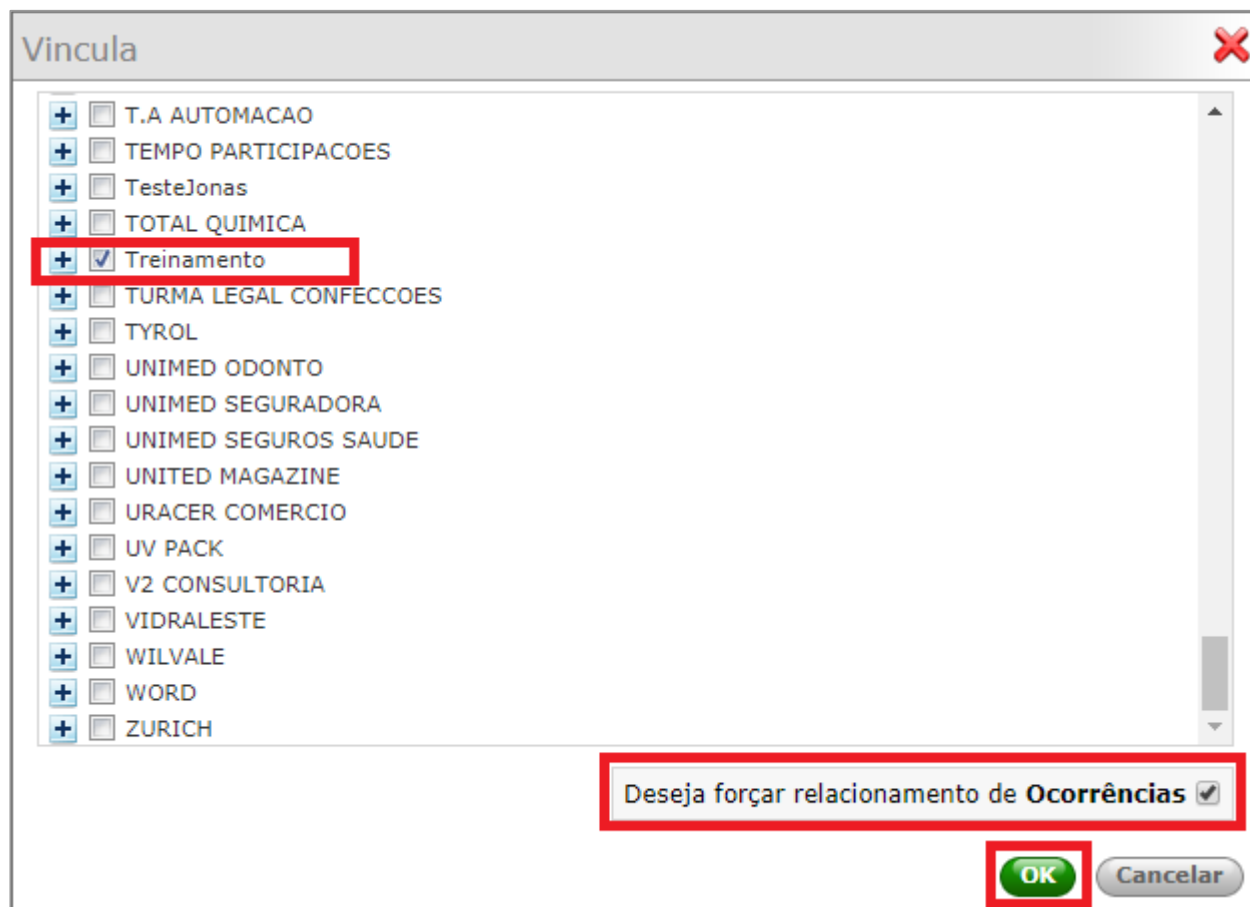 Vincula
T.A AUTOMACAO
TEMPO PARTICIPACOES
TesteJonas
TOTAL QUIMICA
Treinamento
TURMA LEGAL CONFECCOES
TYROL
UNIMED ODONTO
UNIMED SEGURADORA
UNIMED SEGUROS SAUDE
UNITED MAGAZINE
URACER COMERCIO
UV PACK
V2 CONSULTORIA
VIDRALESTE
WILVALE
WORD
ZURICH
Deseja forçar relacionamento de Ocorrências
OK Cancelar